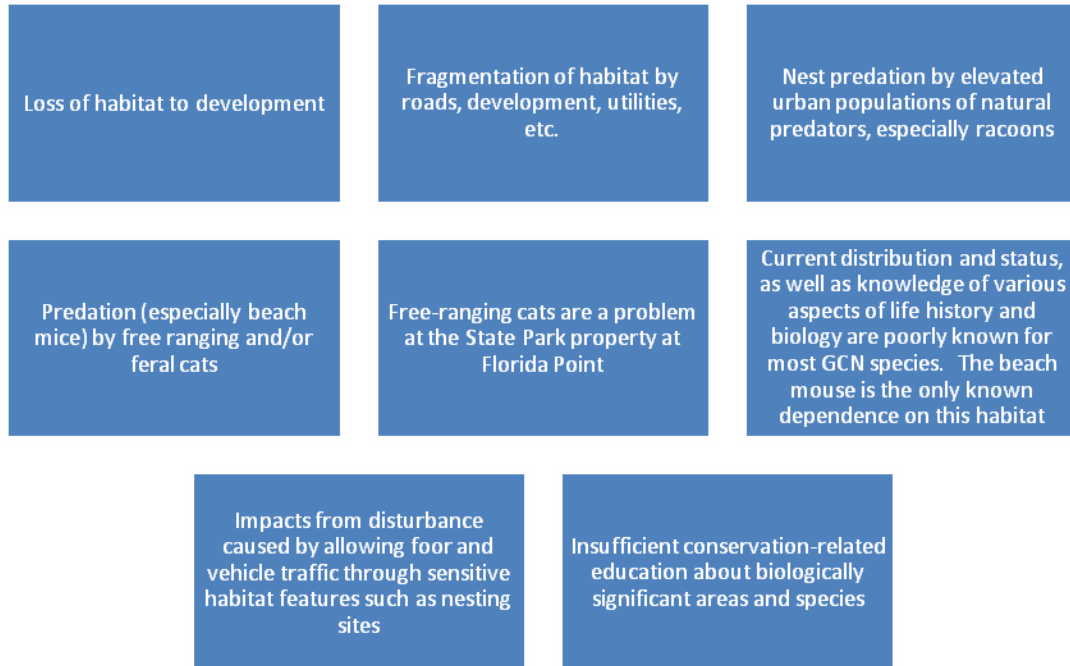 Loss of habitat to development
Fragmentation of habitat by
roads, development, utilities,
etc.
Nest predation by elevated
urban populations of natural
predators, especially racoons
Predation (especially beach
mice) by free ranging and/or
feral cats
Free-ranging cats are a problem
at the State Park property at
Florida Point
Current distribution and status,
as well as knowledge of various
aspects of life history and
biology are poorly known for
most GCN species.   The beach
mouse is the only known
dependence on this habitat
Impacts from disturbance
caused by allowing foor and
vehicle traffic through sensitive
habitat features such as nesting
sites
Insufficient conservation-related
education about biologically
significant areas and species